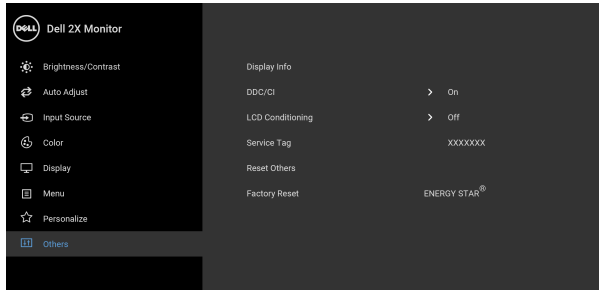 DELL Dell 2X Monitor
Brightness/Contrast
Auto Adjust
Input Source
Color
Display
Menu
Personalize
Others
Display Info
DDC/CI > On
LCD Conditioning > Off
Service Tag XXXXXXX
Reset Others
Factory Reset ENERGY STAR®